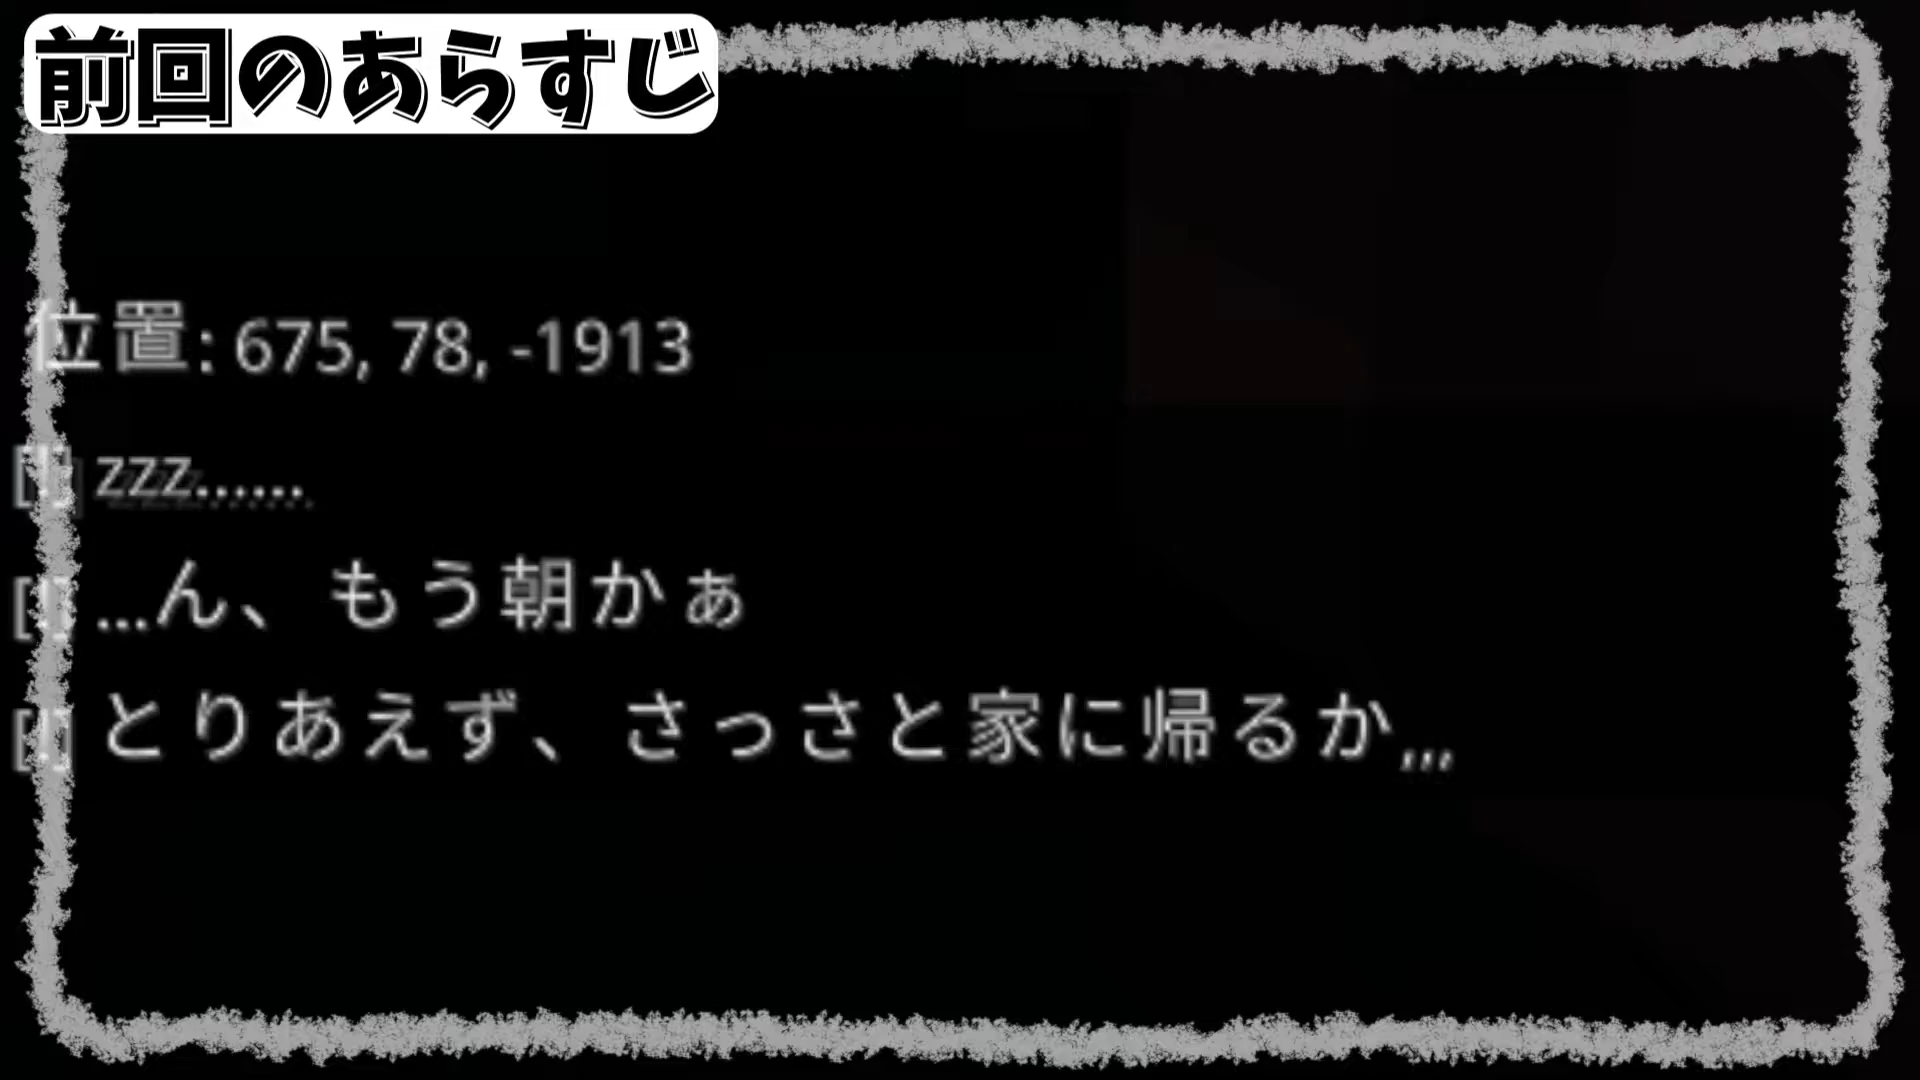 前回のあらすじ
位置: 675, 78, -1913
[!] zzz......
[!] ...ん、もう朝かぁ
[!] とりあえず、さっさと家に帰るか,,,